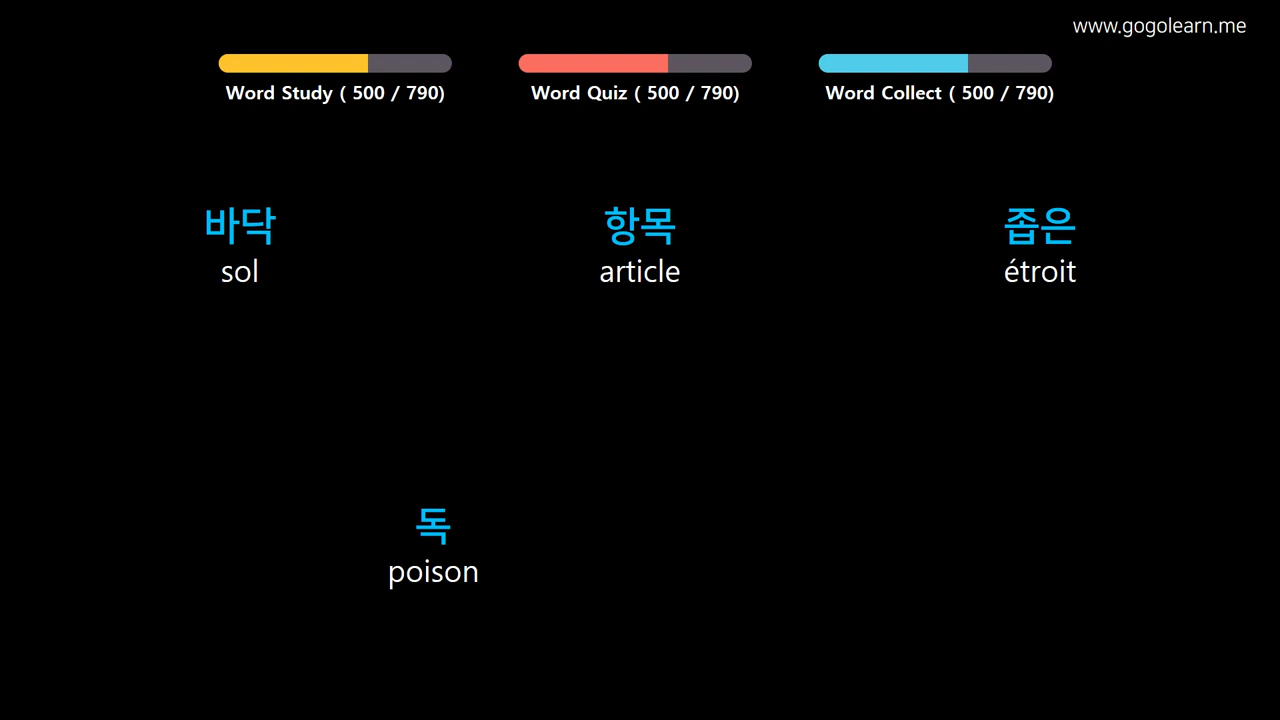 www.gogolearn.me
Word Study ( 500 / 790)
Word Quiz ( 500 / 790)
Word Collect ( 500 / 790)
바닥
sol
항목
article
좁은
étroit
독
poison